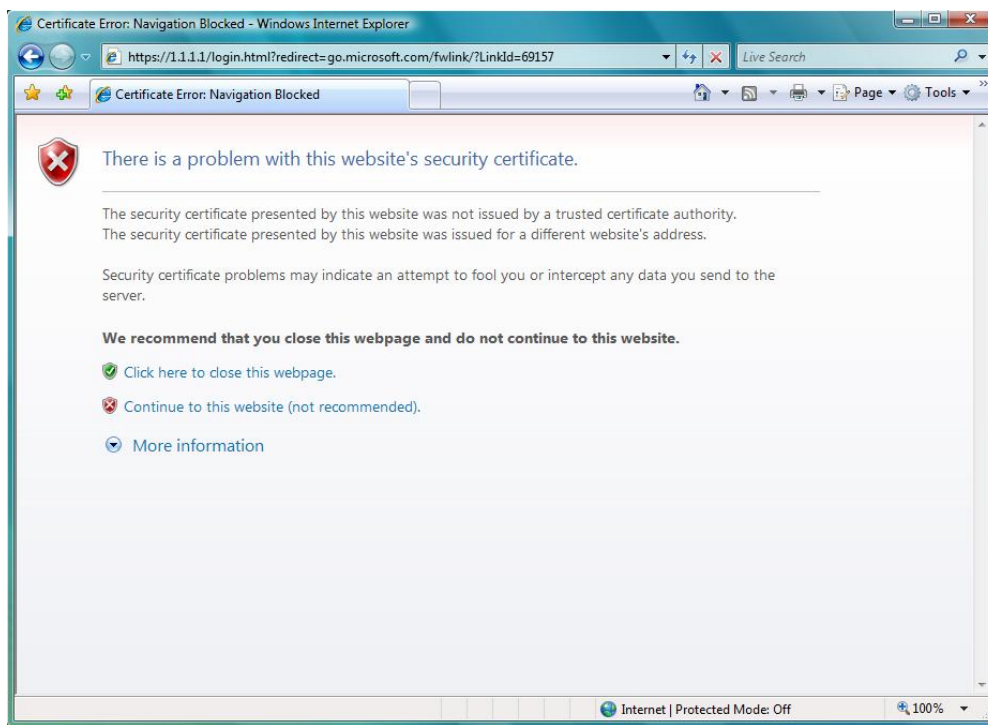 Certificate Error: Navigation Blocked - Windows Internet Explorer
https://1.1.1.1/login.html?redirect=go.microsoft.com/fwlink/?LinkId=69157
Live Search
Certificate Error: Navigation Blocked
Page
Tools
There is a problem with this website's security certificate.
The security certificate presented by this website was not issued by a trusted certificate authority.
The security certificate presented by this website was issued for a different website's address.
Security certificate problems may indicate an attempt to fool you or intercept any data you send to the
server.
We recommend that you close this webpage and do not continue to this website.
Click here to close this webpage.
Continue to this website (not recommended).
More information
Internet | Protected Mode: Off
100%